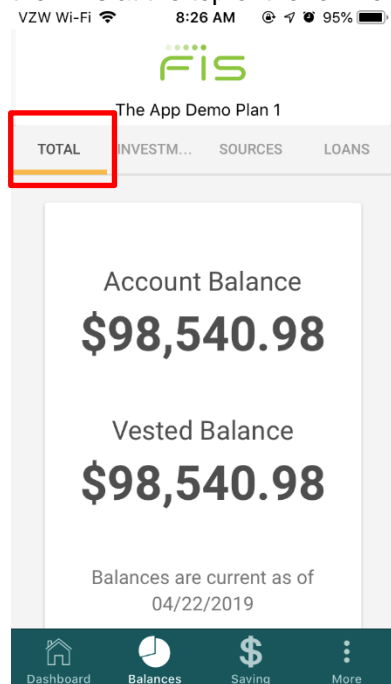 VZW Wi-Fi 8:26 AM 95%
FIS
The App Demo Plan 1
TOTAL INVESTM... SOURCES LOANS
Account Balance
$98,540.98
Vested Balance
$98,540.98
Balances are current as of
04/22/2019
Dashboard Balances Saving More